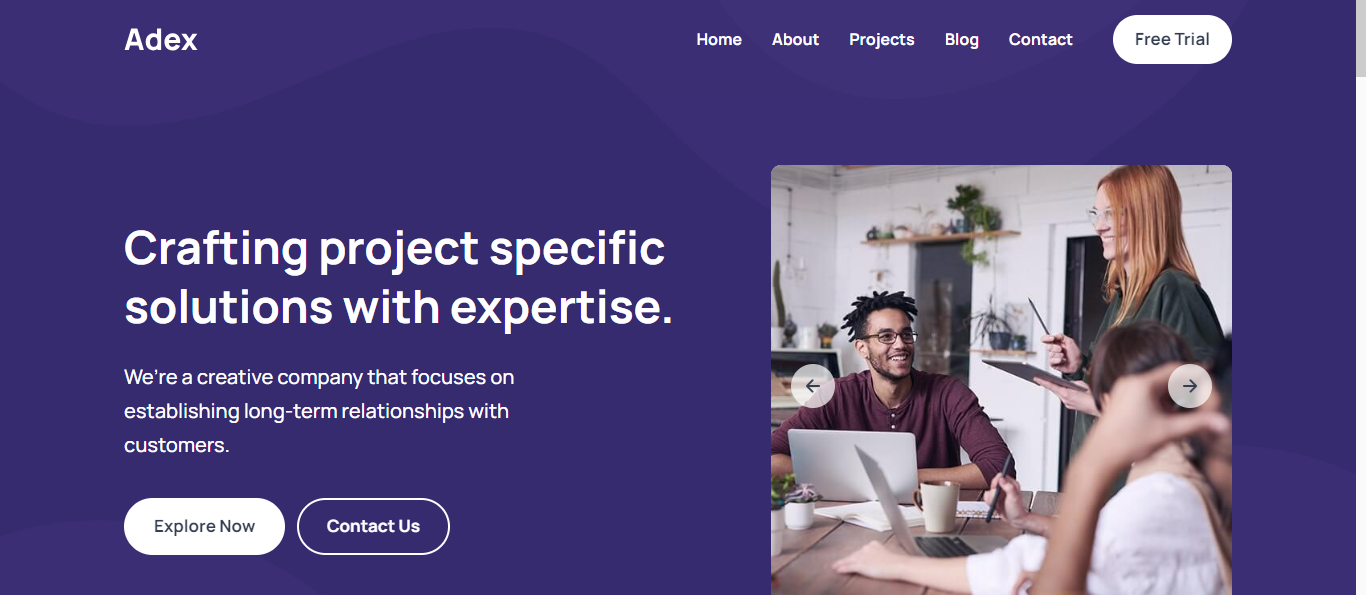 Adex
Home About Projects Blog Contact Free Trial
Crafting project specific
solutions with expertise.
We're a creative company that focuses on
establishing long-term relationships with
customers.
Explore Now Contact Us